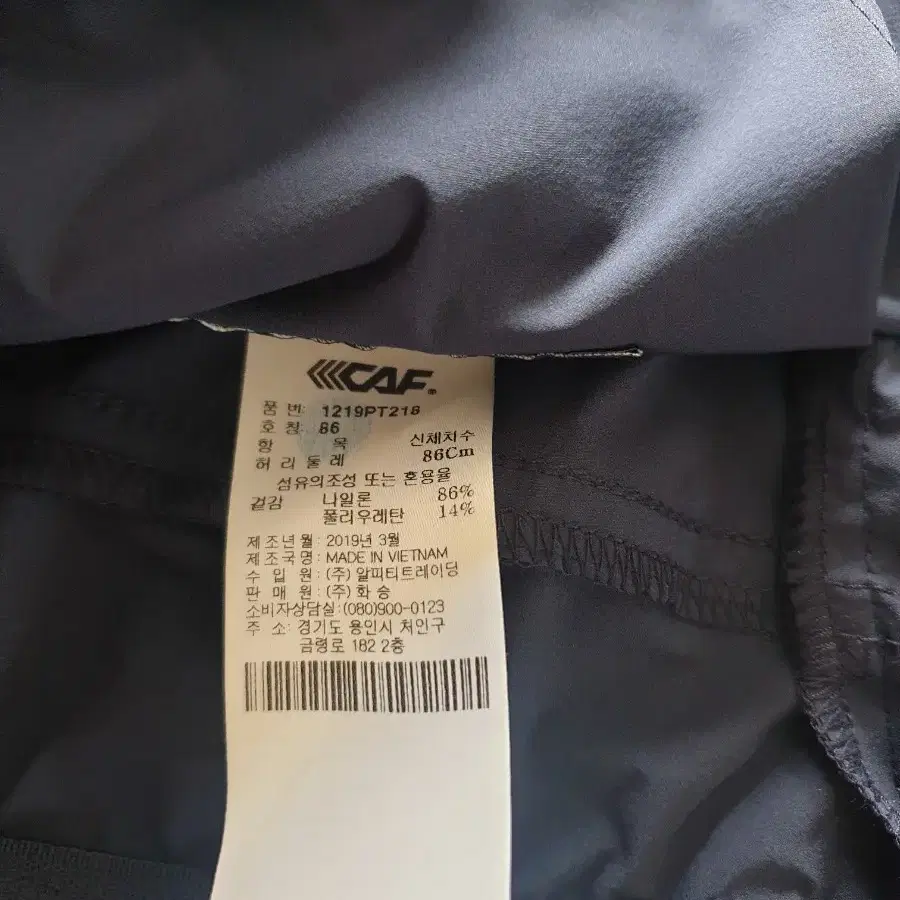 CAF®
품 번: 1219PT218
호 칭: 86
항 목 신체치수
허 리 둘 레 86Cm
섬유의조성 또는 혼용율
겉감 나일론 86%
폴리우레탄 14%
제 조 년 월 : 2019년 3월
제 조 국 명 : MADE IN VIETNAM
수 입 원 : (주) 알피티트레이딩
판 매 원 : (주) 화 승
소비자상담실:(080)900-0123
주 소: 경기도 용인시 처인구
금령로 182 2층